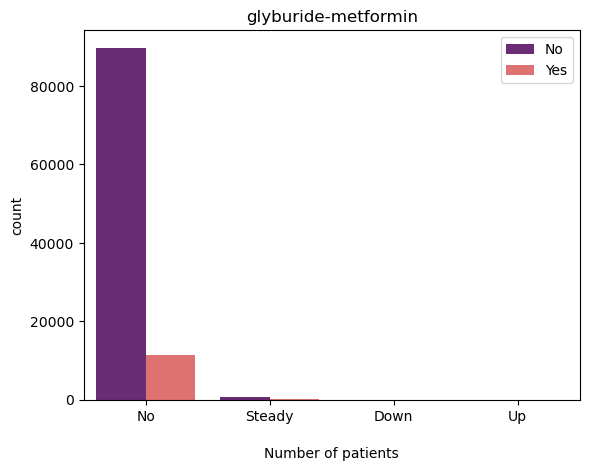 glyburide-metformin
No
Yes
80000
60000
40000
20000
0
count
No Steady Down Up
Number of patients